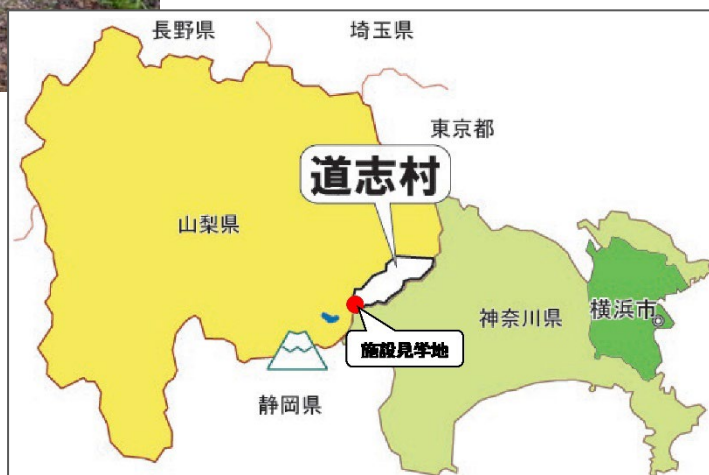 長野県
埼玉県
東京都
道志村
山梨県
神奈川県
横浜市
施設見学地
静岡県